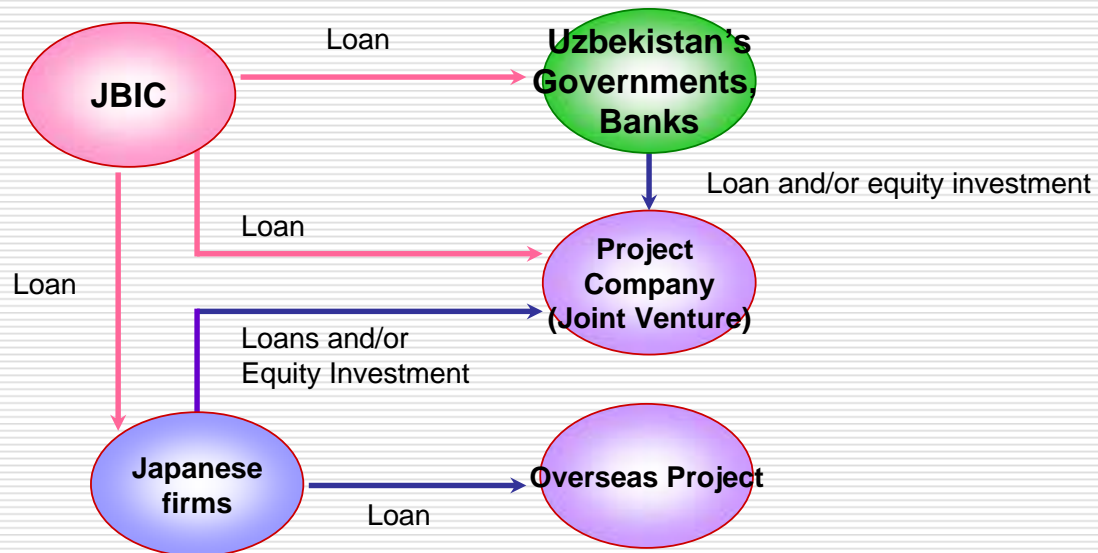 Loan
Uzbekistan's
Governments,
Banks
JBIC
Loan and/or equity investment
Loan
Project
Company
(Joint Venture)
Loan
Loans and/or
Equity Investment
Japanese
firms
Overseas Project
Loan